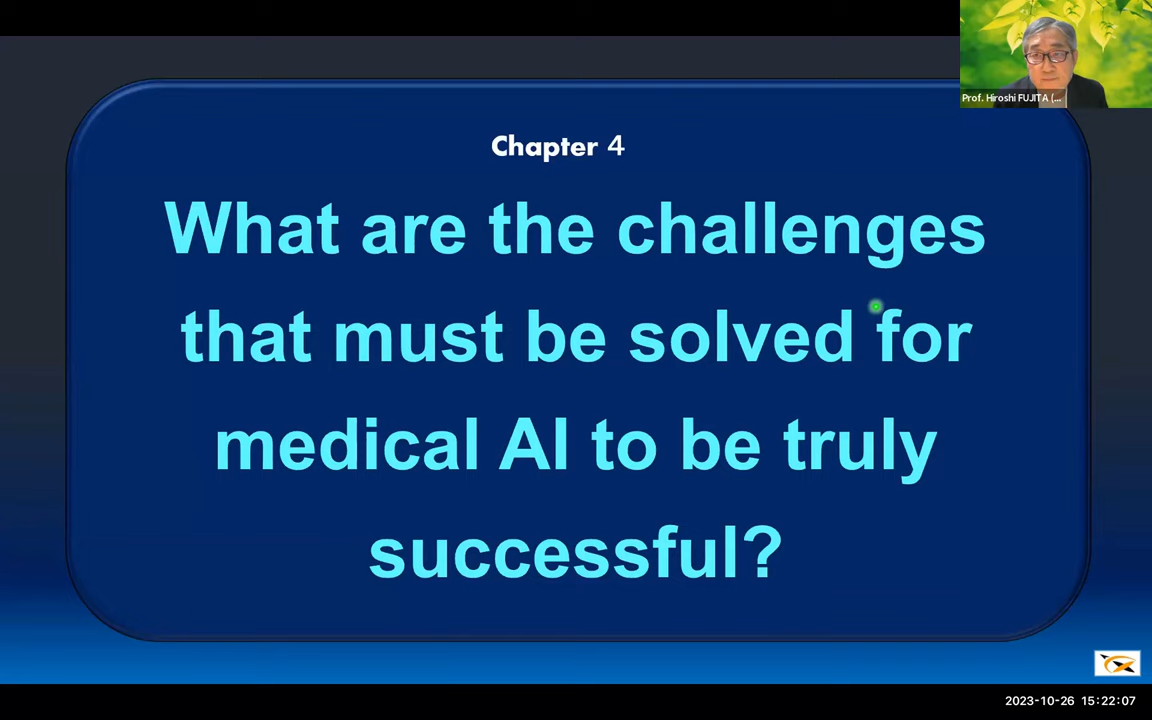 Prof. Hiroshi FUJITA (...
Chapter 4
What are the challenges
that must be solved for
medical AI to be truly
successful?
2023-10-26 15:22:07